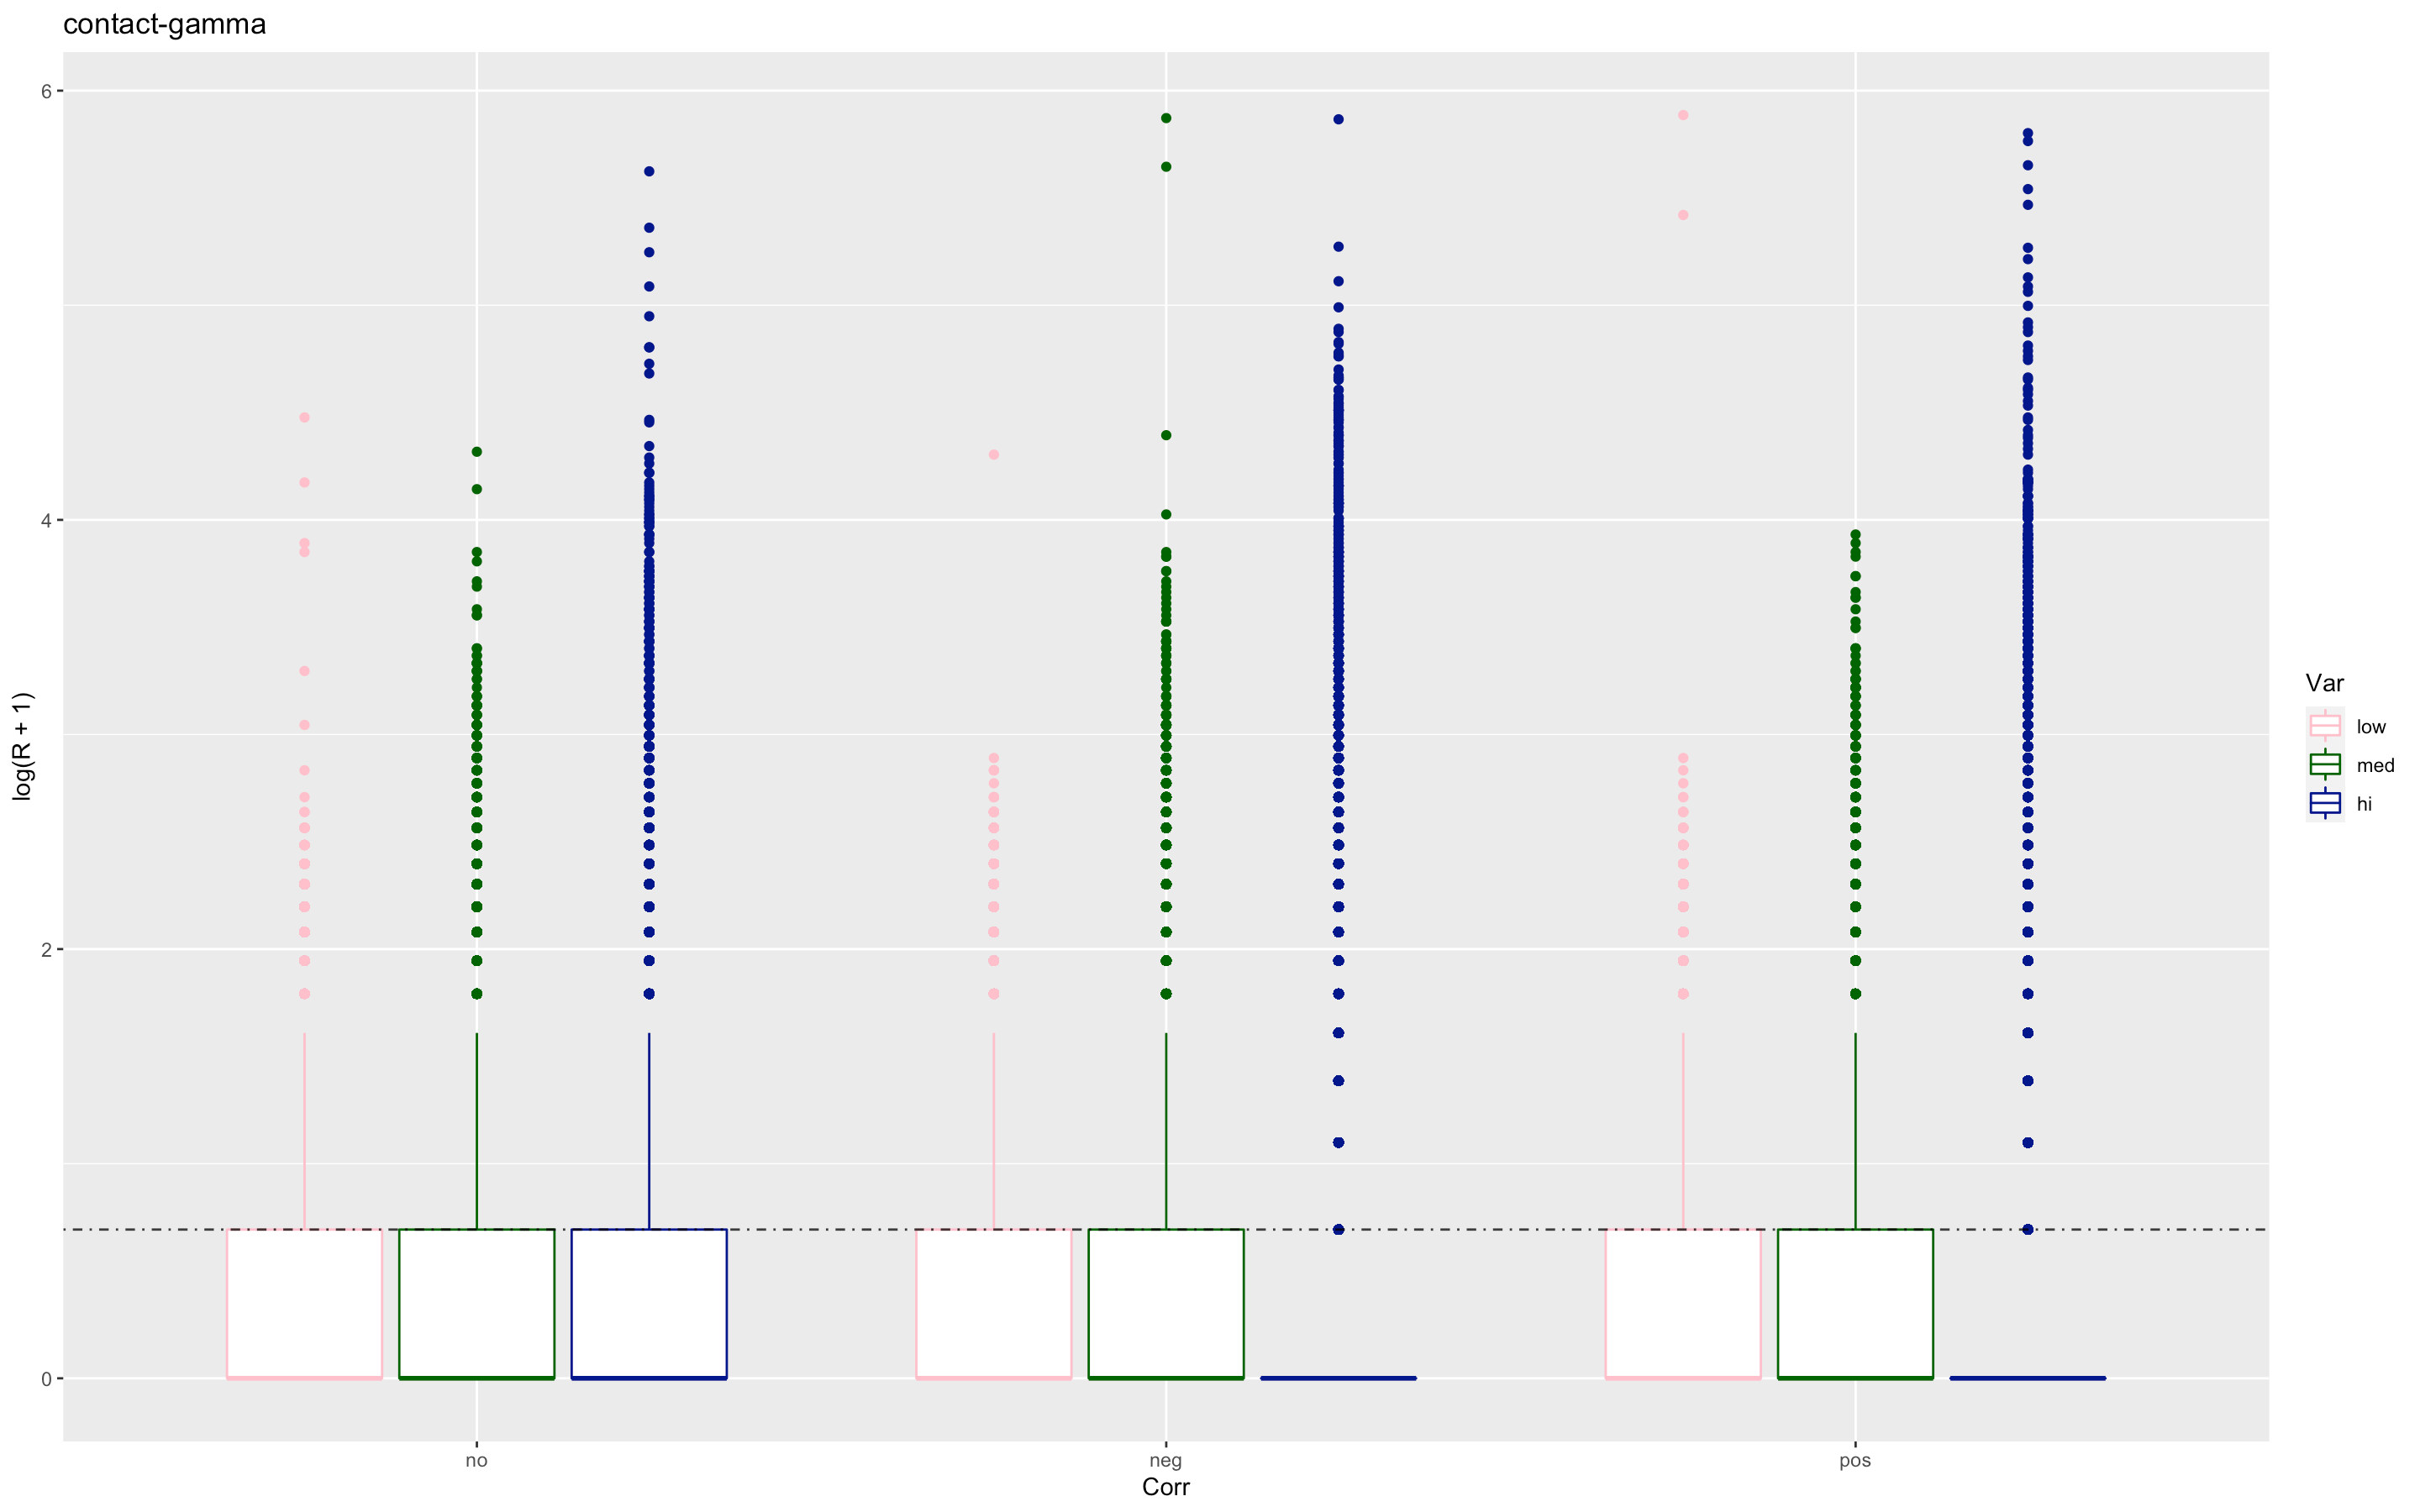 contact-gamma
6
4
2
0
log(R + 1)
no
neg
pos
Corr
Var
low
med
hi